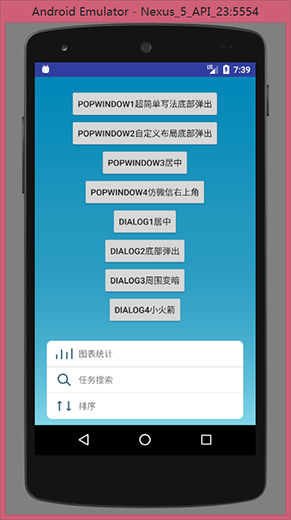 Android Emulator - Nexus_5_API_23:5554
LTE 7:39
POPWINDOW1超简单写法底部弹出
POPWINDOW2自定义布局底部弹出
POPWINDOW3居中
POPWINDOW4仿微信右上角
DIALOG1居中
DIALOG2底部弹出
DIALOG3周围变暗
DIALOG4小火箭
图表统计
任务搜索
排序